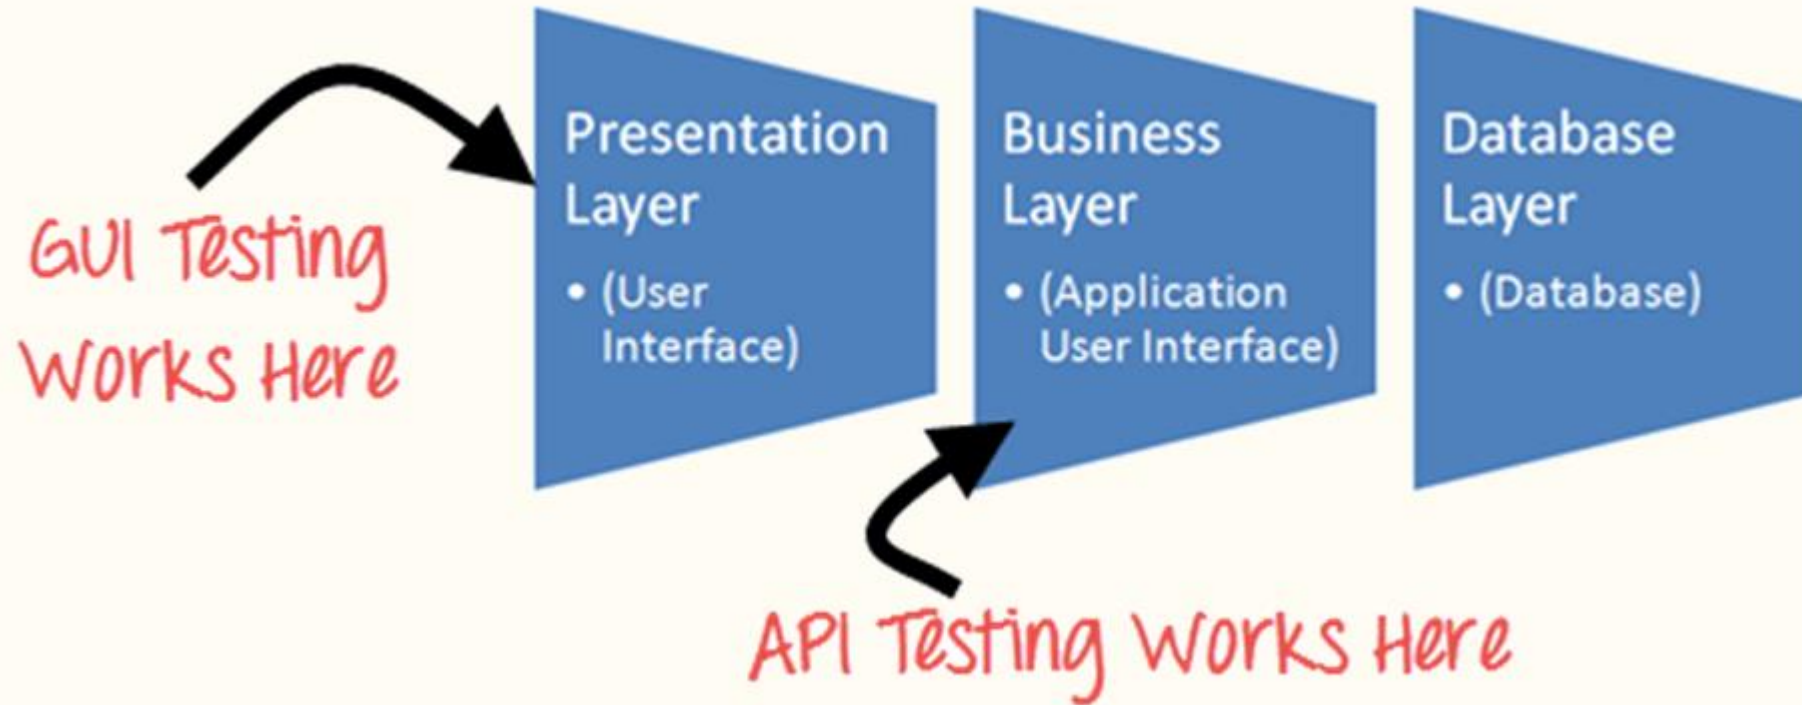 GUI Testing
Works Here
Presentation
Layer
• (User
Interface)
Business
Layer
• (Application
User Interface)
Database
Layer
• (Database)
API Testing Works Here